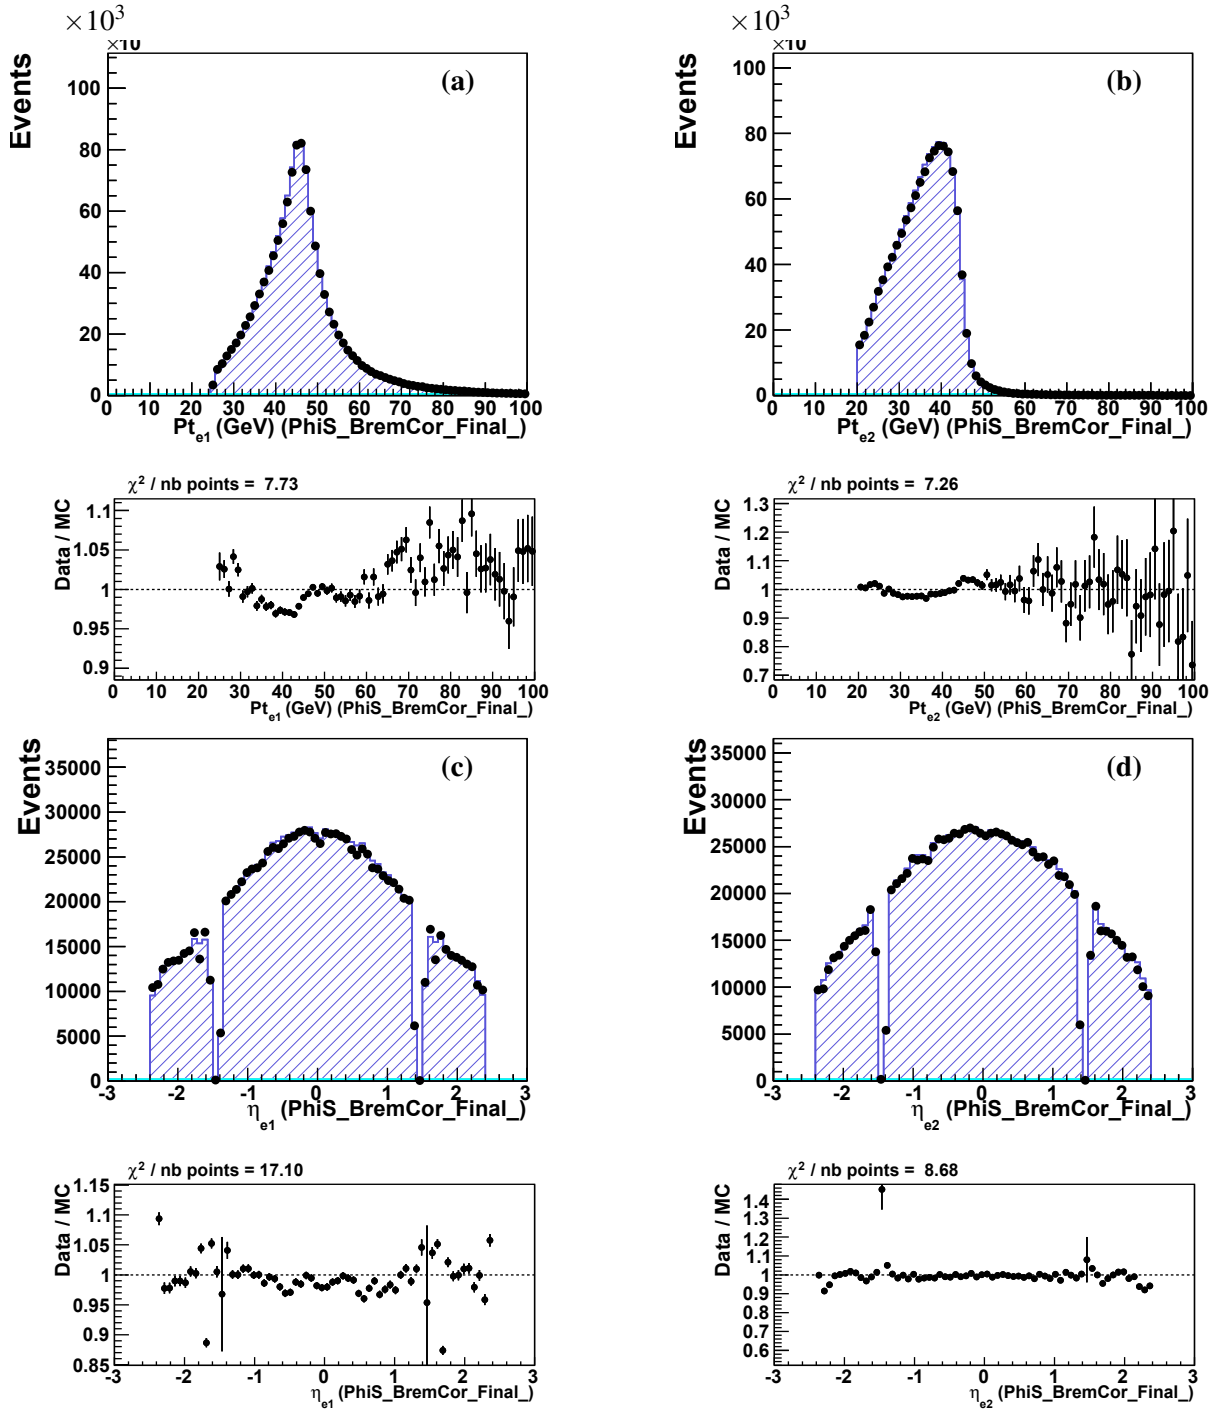 ×10³
×10³
×10
×10
Events
(a)
100
80
60
40
20
0
0 10 20 30 40 50 60 70 80 90 100
Pt_e1 (GeV) (PhiS_BremCor_Final_)
Events
(b)
100
80
60
40
20
0
0 10 20 30 40 50 60 70 80 90 100
Pt_e2 (GeV) (PhiS_BremCor_Final_)
χ² / nb points = 7.73
Data / MC
1.1
1.05
1
0.95
0.9
0 10 20 30 40 50 60 70 80 90 100
Pt_e1 (GeV) (PhiS_BremCor_Final_)
χ² / nb points = 7.26
Data / MC
1.3
1.2
1.1
1
0.9
0.8
0.7
0 10 20 30 40 50 60 70 80 90 100
Pt_e2 (GeV) (PhiS_BremCor_Final_)
Events
(c)
35000
30000
25000
20000
15000
10000
5000
0
-3 -2 -1 0 1 2 3
η_e1 (PhiS_BremCor_Final_)
Events
(d)
35000
30000
25000
20000
15000
10000
5000
0
-3 -2 -1 0 1 2 3
η_e2 (PhiS_BremCor_Final_)
χ² / nb points = 17.10
Data / MC
1.15
1.1
1.05
1
0.95
0.9
0.85
-3 -2 -1 0 1 2 3
η_e1 (PhiS_BremCor_Final_)
χ² / nb points = 8.68
Data / MC
1.4
1.3
1.2
1.1
1
0.9
0.8
0.7
0.6
-3 -2 -1 0 1 2 3
η_e2 (PhiS_BremCor_Final_)